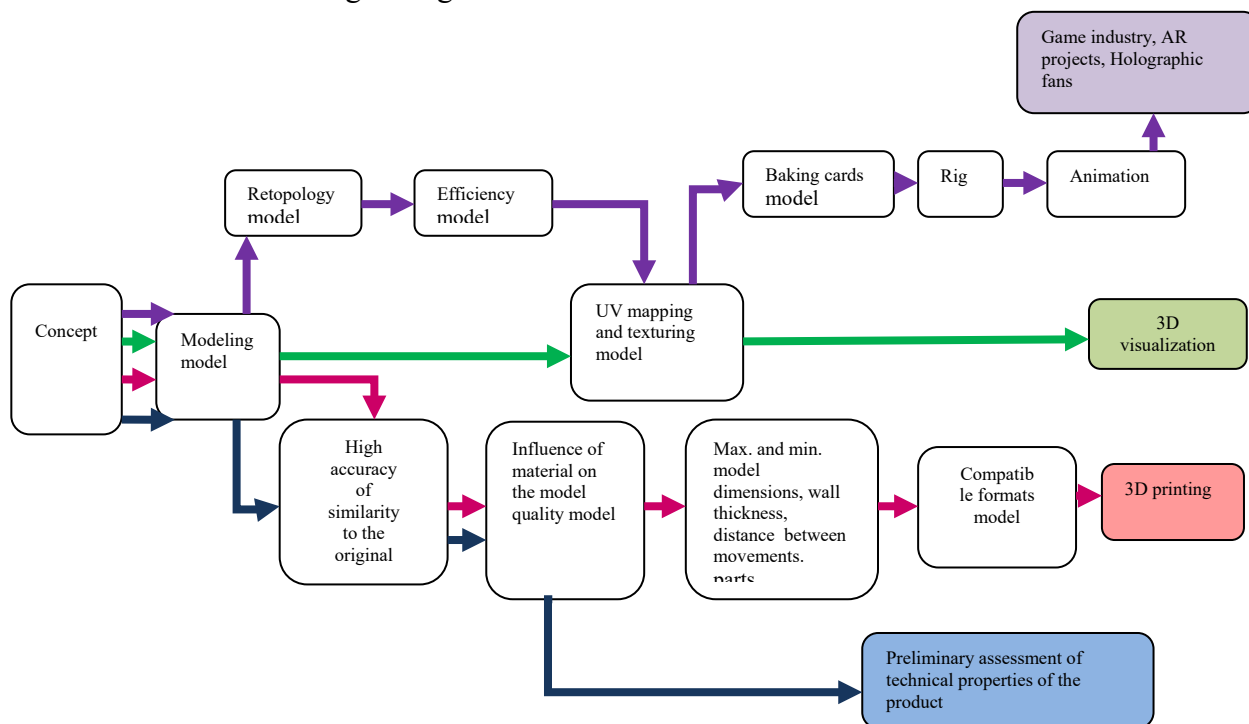 Game industry, AR
projects, Holographic
fans
Retopology
model
Efficiency
model
Baking cards
model
Rig
Animation
Concept
Modeling
model
UV mapping
and texturing
model
3D
visualization
High
accuracy
of
similarity
to the
original
Influence of
material on
the model
quality model
Max. and min.
model
dimensions, wall
thickness,
distance between
movements.
parts
Compatib
le formats
model
3D printing
Preliminary assessment of
technical properties of the
product